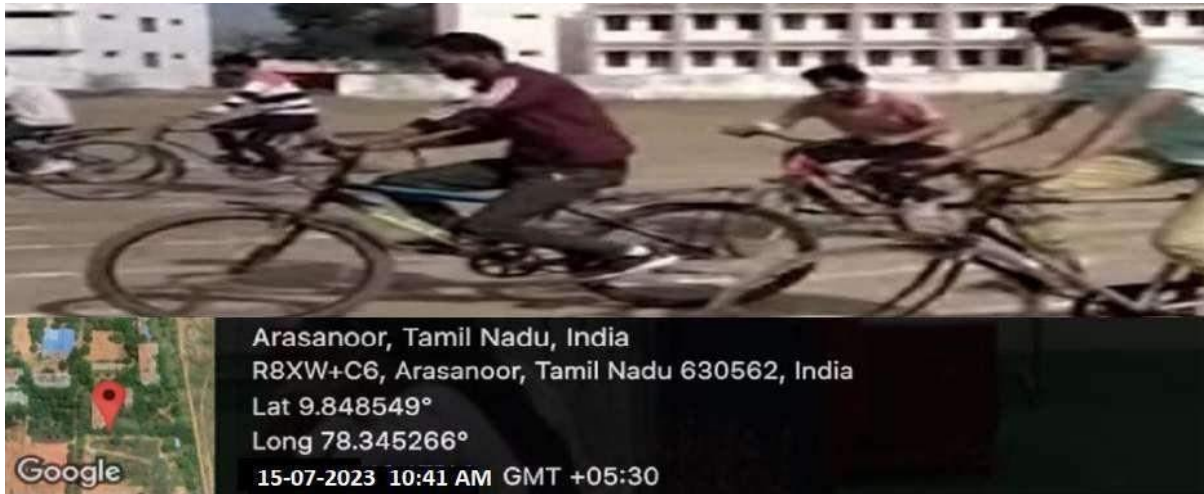 Arasanoor, Tamil Nadu, India
R8XW+C6, Arasanoor, Tamil Nadu 630562, India
Lat 9.848549°
Long 78.345266°
Google
15-07-2023 10:41 AM GMT +05:30